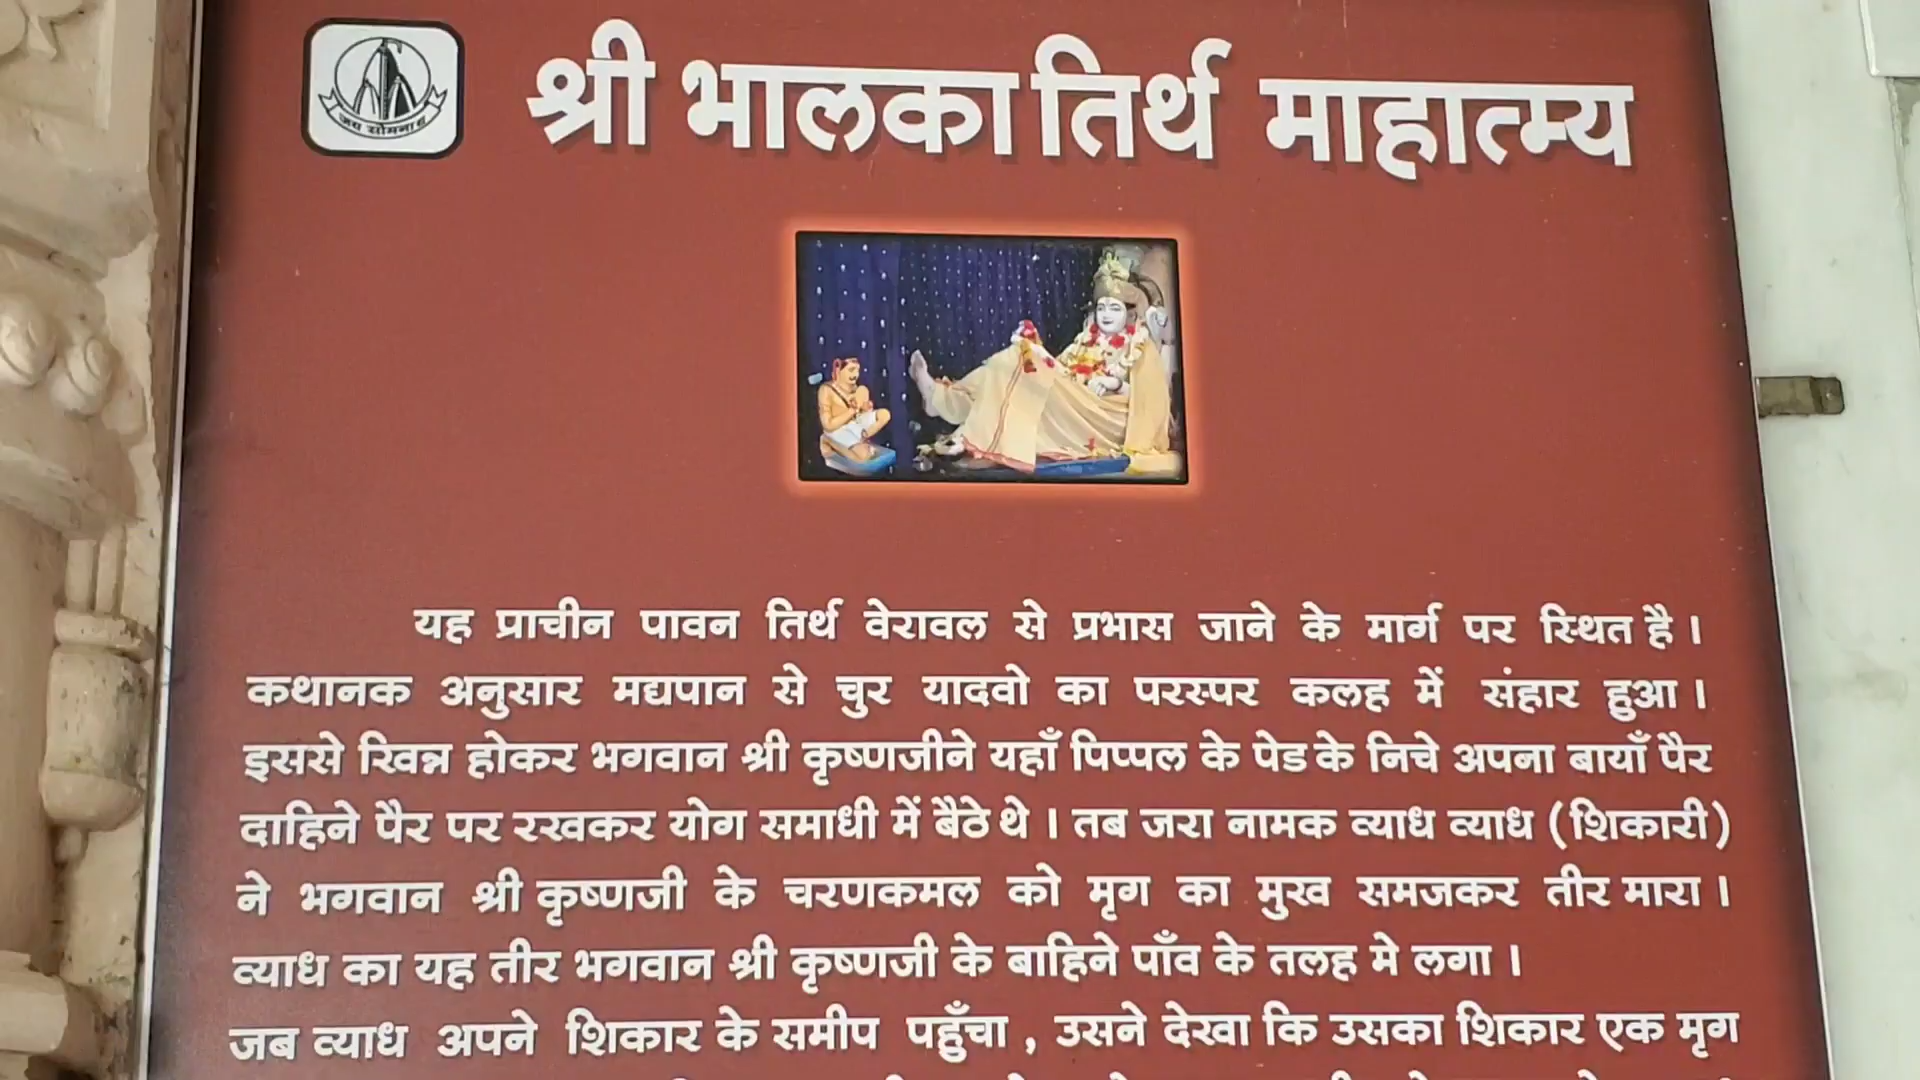 जय सोमनाथ
श्री भालका तिर्थ माहात्म्य
यह प्राचीन पावन तिर्थ वेरावल से प्रभास जाने के मार्ग पर स्थित है ।
कथानक अनुसार मद्यपान से चुर यादवो का परस्पर कलह में संहार हुआ ।
इससे खिन्न होकर भगवान श्री कृष्णजीने यहाँ पिप्पल के पेड के निचे अपना बायाँ पैर
दाहिने पैर पर रखकर योग समाधी में बैठे थे । तब जरा नामक व्याध व्याध (शिकारी)
ने भगवान श्री कृष्णजी के चरणकमल को मृग का मुख समजकर तीर मारा ।
व्याध का यह तीर भगवान श्री कृष्णजी के बाहिने पाँव के तलह मे लगा ।
जब व्याध अपने शिकार के समीप पहुँचा , उसने देखा कि उसका शिकार एक मृग